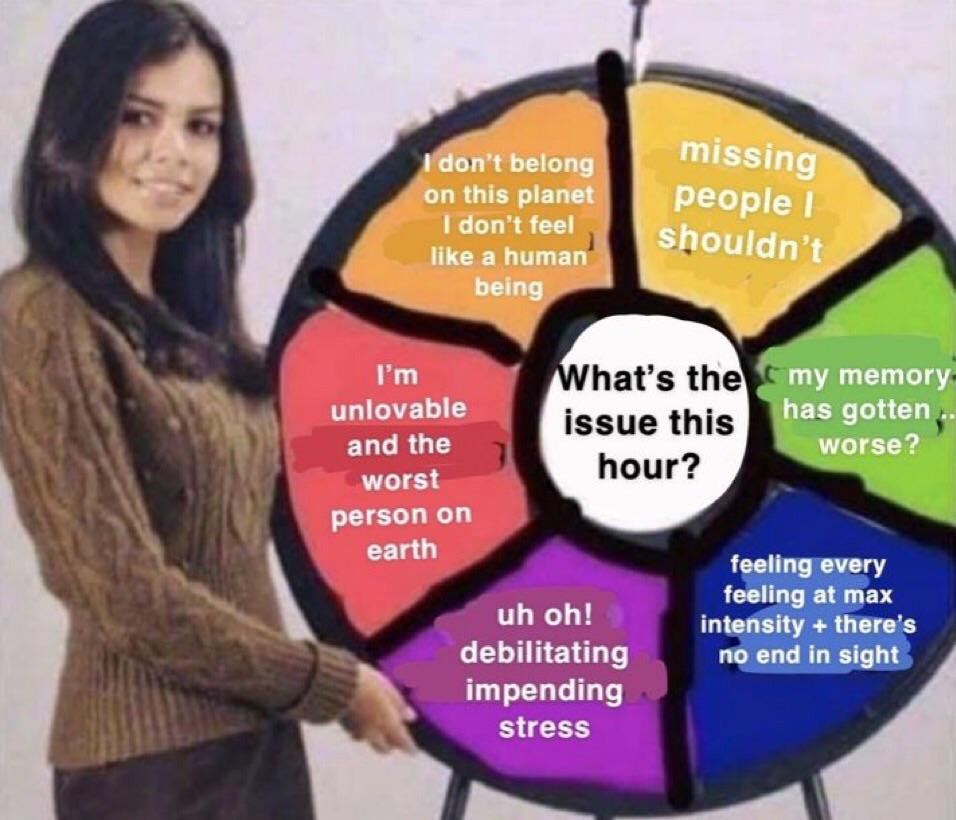 What's the
issue this
hour?
I don't belong
on this planet
I don't feel
like a human
being
missing
people I
shouldn't
my memory
has gotten ..
worse?
feeling every
feeling at max
intensity + there's
no end in sight
uh oh!
debilitating
impending
stress
I'm
unlovable
and the
worst
person on
earth